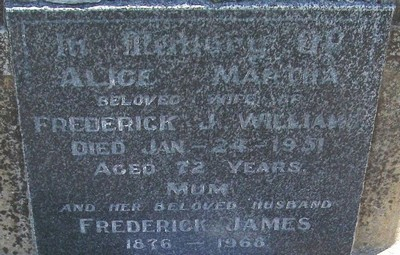 In Memory Of
ALICE MARTHA
BELOVED WIFE OF
FREDERICK J. WILLIAMS
DIED JAN-24-1951
AGED 72 YEARS
MUM
AND HER BELOVED HUSBAND
FREDERICK JAMES
1876 - 1968